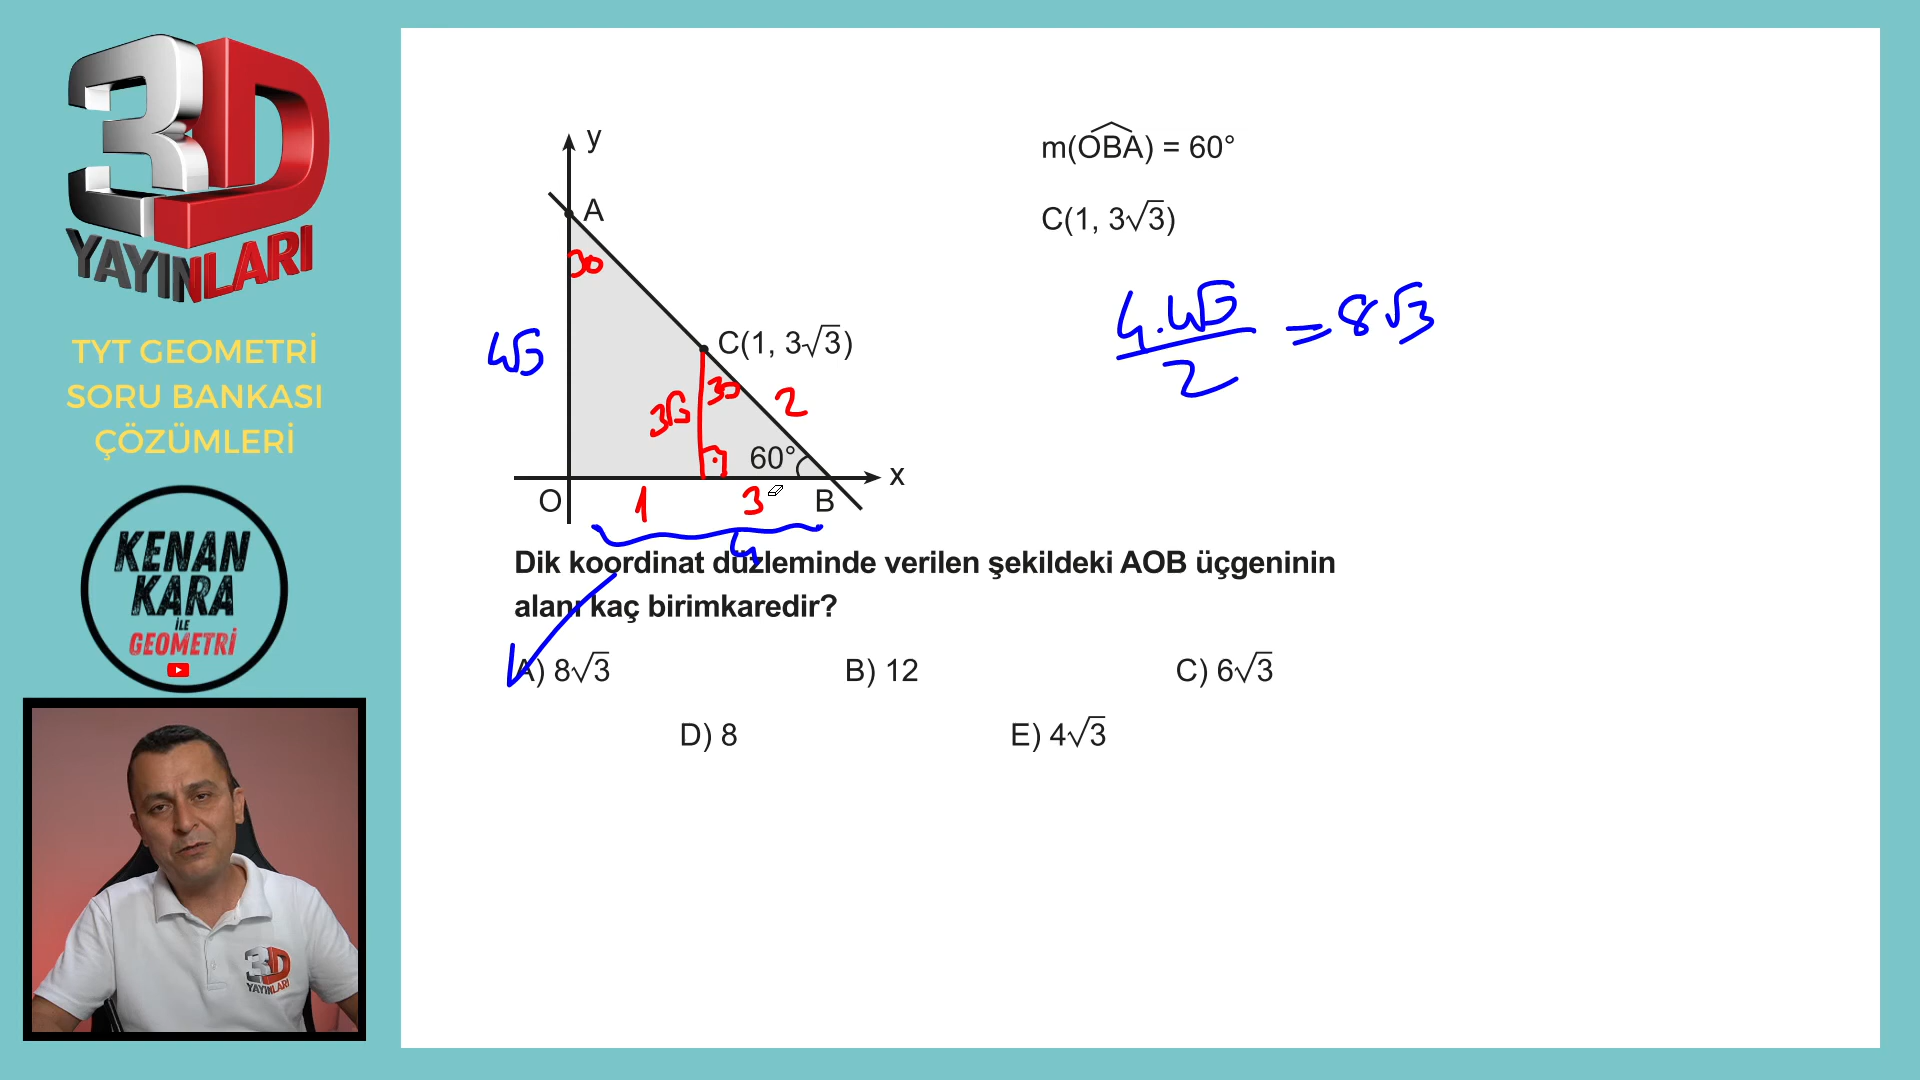 3D
YAYINLARI
TYT GEOMETRİ
SORU BANKASI
ÇÖZÜMLERİ
KENAN
KARA
İLE
GEOMETRİ
3D
YAYINLARI
y
A
30
4√3
C(1, 3√3)
30
3√3
2
60°
x
O
1
3
B
4
m(OBA) = 60°
C(1, 3√3)
4.4√3 / 2 = 8√3
Dik koordinat düzleminde verilen şekildeki AOB üçgeninin
alanı kaç birimkaredir?
A) 8√3 B) 12 C) 6√3
D) 8 E) 4√3